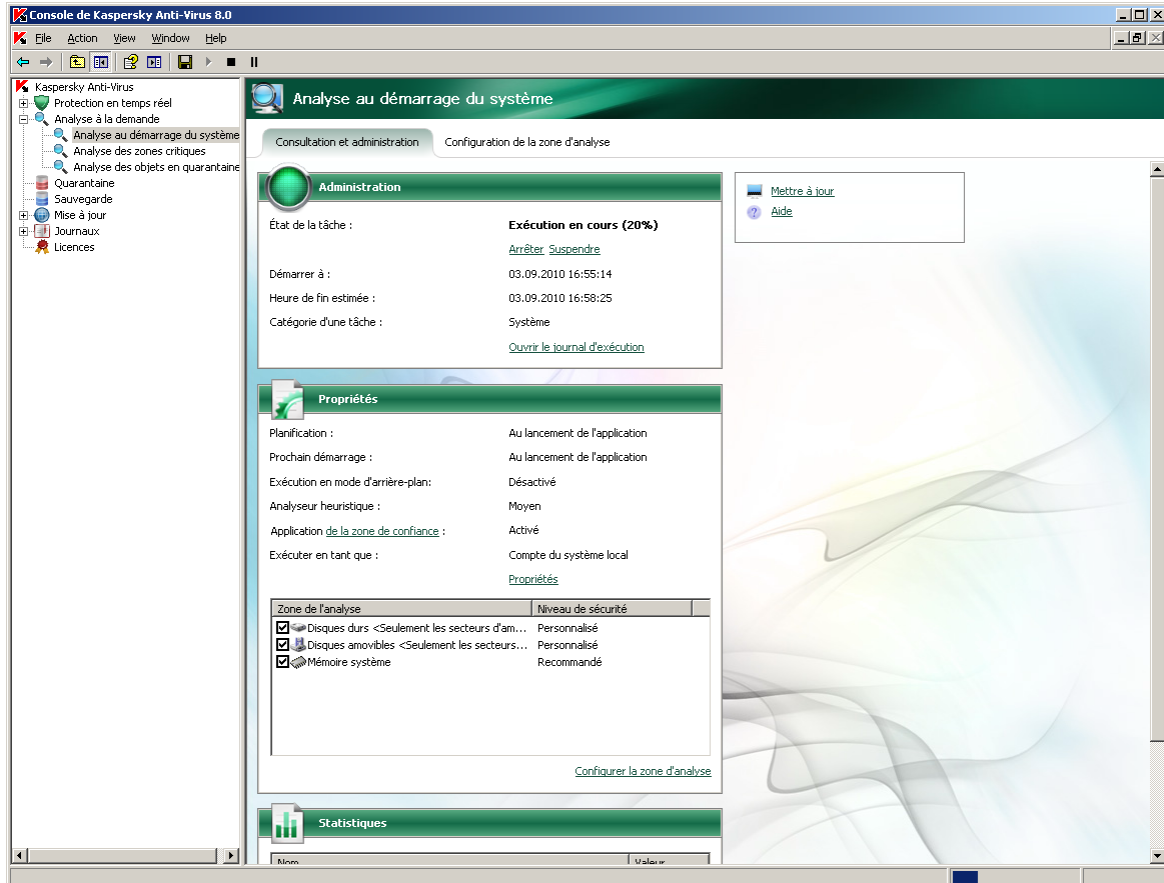 Console de Kaspersky Anti-Virus 8.0
File Action View Window Help
Kaspersky Anti-Virus
Protection en temps réel
Analyse à la demande
Analyse au démarrage du système
Analyse des zones critiques
Analyse des objets en quarantaine
Quarantaine
Sauvegarde
Mise à jour
Journaux
Licences
Analyse au démarrage du système
Consultation et administration Configuration de la zone d'analyse
Administration
État de la tâche : Exécution en cours (20%)
Arrêter Suspendre
Démarrer à : 03.09.2010 16:55:14
Heure de fin estimée : 03.09.2010 16:58:25
Catégorie d'une tâche : Système
Ouvrir le journal d'exécution
Mettre à jour
Aide
Propriétés
Planification : Au lancement de l'application
Prochain démarrage : Au lancement de l'application
Exécution en mode d'arrière-plan: Désactivé
Analyseur heuristique : Moyen
Application de la zone de confiance : Activé
Exécuter en tant que : Compte du système local
Propriétés
Zone de l'analyse Niveau de sécurité
Disques durs <Seulement les secteurs d'am... Personnalisé
Disques amovibles <Seulement les secteurs... Personnalisé
Mémoire système Recommandé
Configurer la zone d'analyse
Statistiques
Nom Valeur